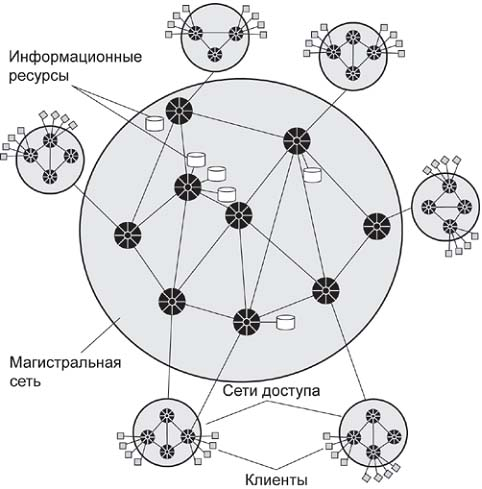 Информационные
ресурсы
Магистральная
сеть
Сети доступа
Клиенты